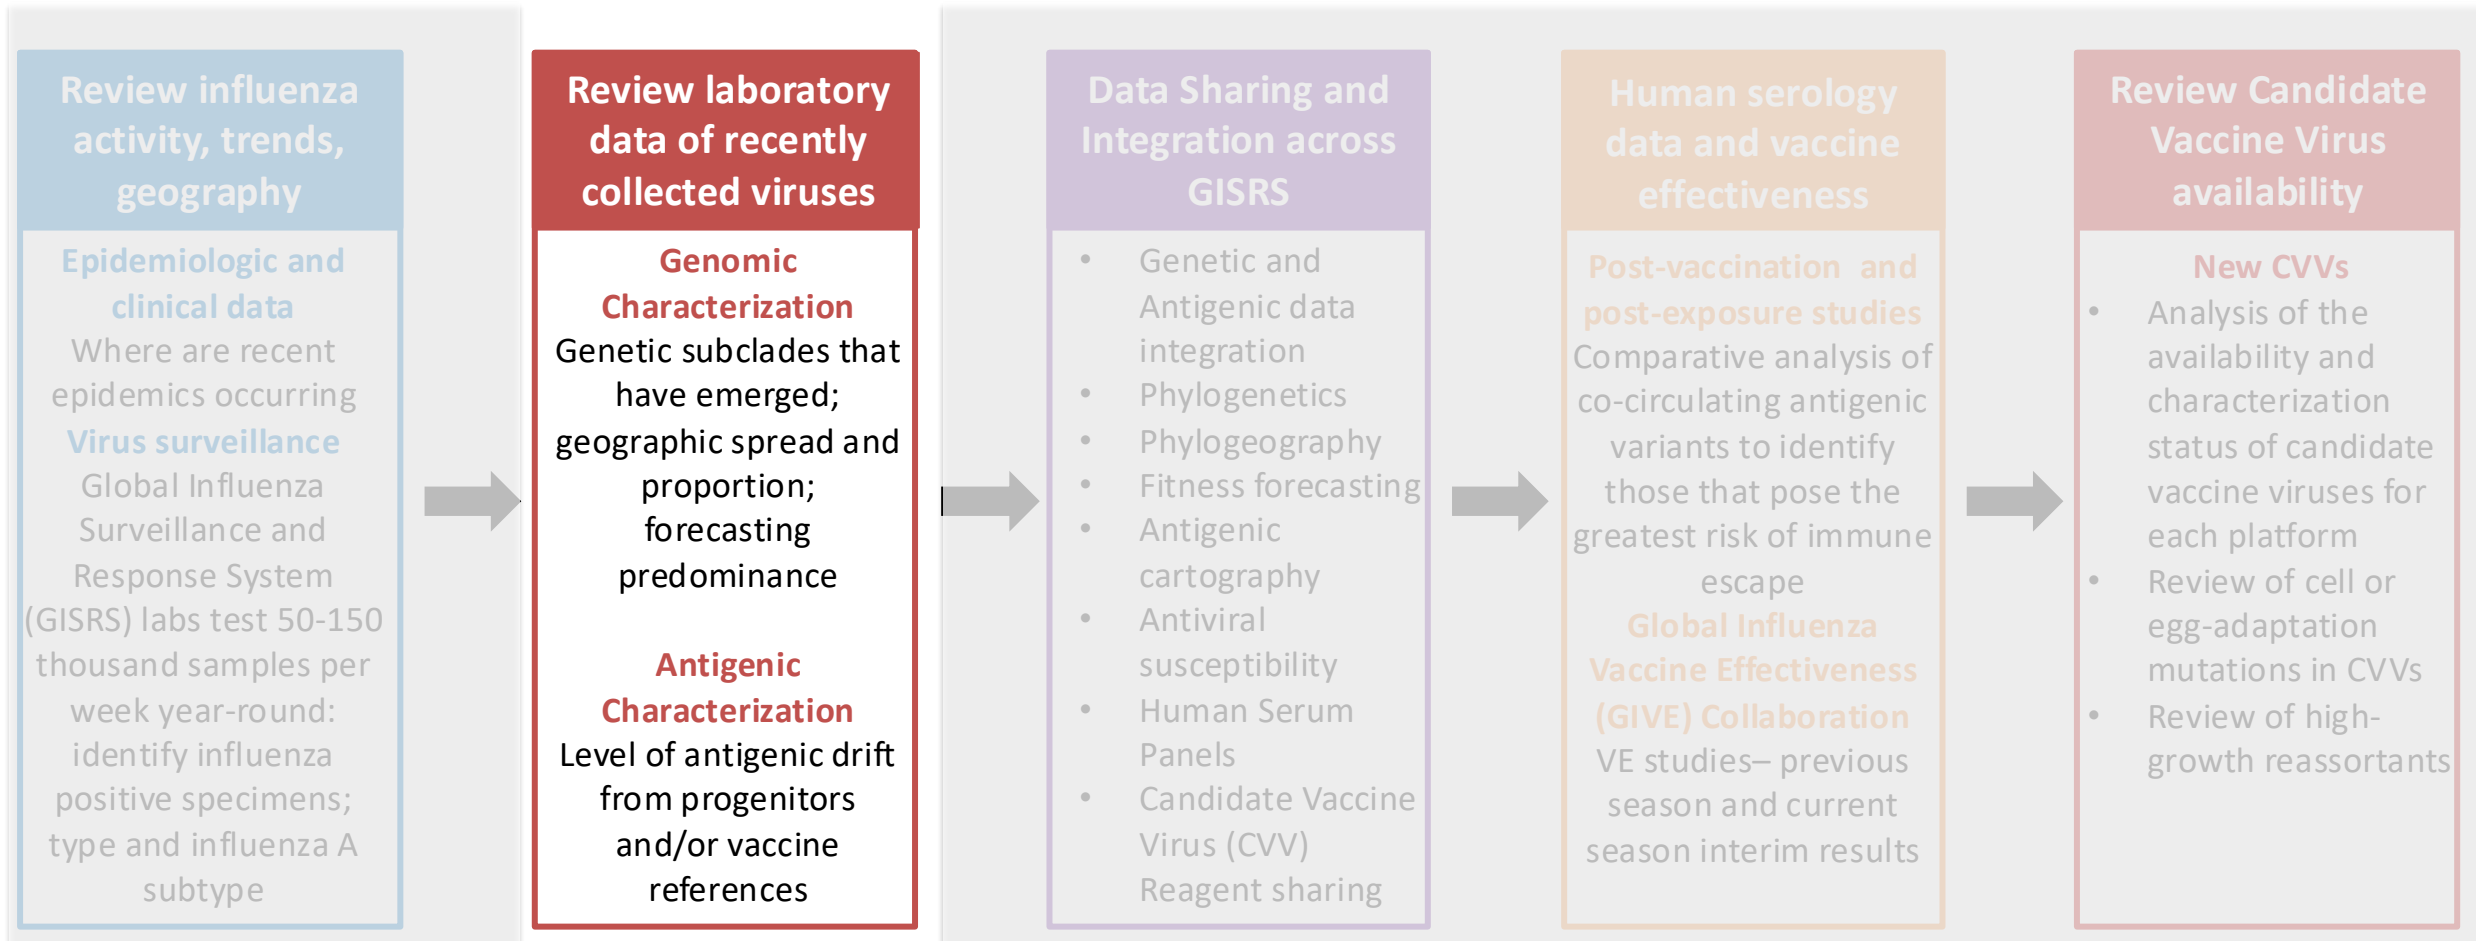 Review influenza
activity, trends,
geography
Epidemiologic and
clinical data
Where are recent
epidemics occurring
Virus surveillance
Global Influenza
Surveillance and
Response System
(GISRS) labs test 50-150
thousand samples per
week year-round:
identify influenza
positive specimens;
type and influenza A
subtype
Review laboratory
data of recently
collected viruses
Genomic
Characterization
Genetic subclades that
have emerged;
geographic spread and
proportion;
forecasting
predominance
Antigenic
Characterization
Level of antigenic drift
from progenitors
and/or vaccine
references
Data Sharing and
Integration across
GISRS
• Genetic and
Antigenic data
integration
• Phylogenetics
• Phylogeography
• Fitness forecasting
• Antigenic
cartography
• Antiviral
susceptibility
• Human Serum
Panels
• Candidate Vaccine
Virus (CVV)
Reagent sharing
Human serology
data and vaccine
effectiveness
Post-vaccination and
post-exposure studies
Comparative analysis of
co-circulating antigenic
variants to identify
those that pose the
greatest risk of immune
escape
Global Influenza
Vaccine Effectiveness
(GIVE) Collaboration
VE studies– previous
season and current
season interim results
Review Candidate
Vaccine Virus
availability
New CVVs
• Analysis of the
availability and
characterization
status of candidate
vaccine viruses for
each platform
• Review of cell or
egg-adaptation
mutations in CVVs
• Review of high-
growth reassortants